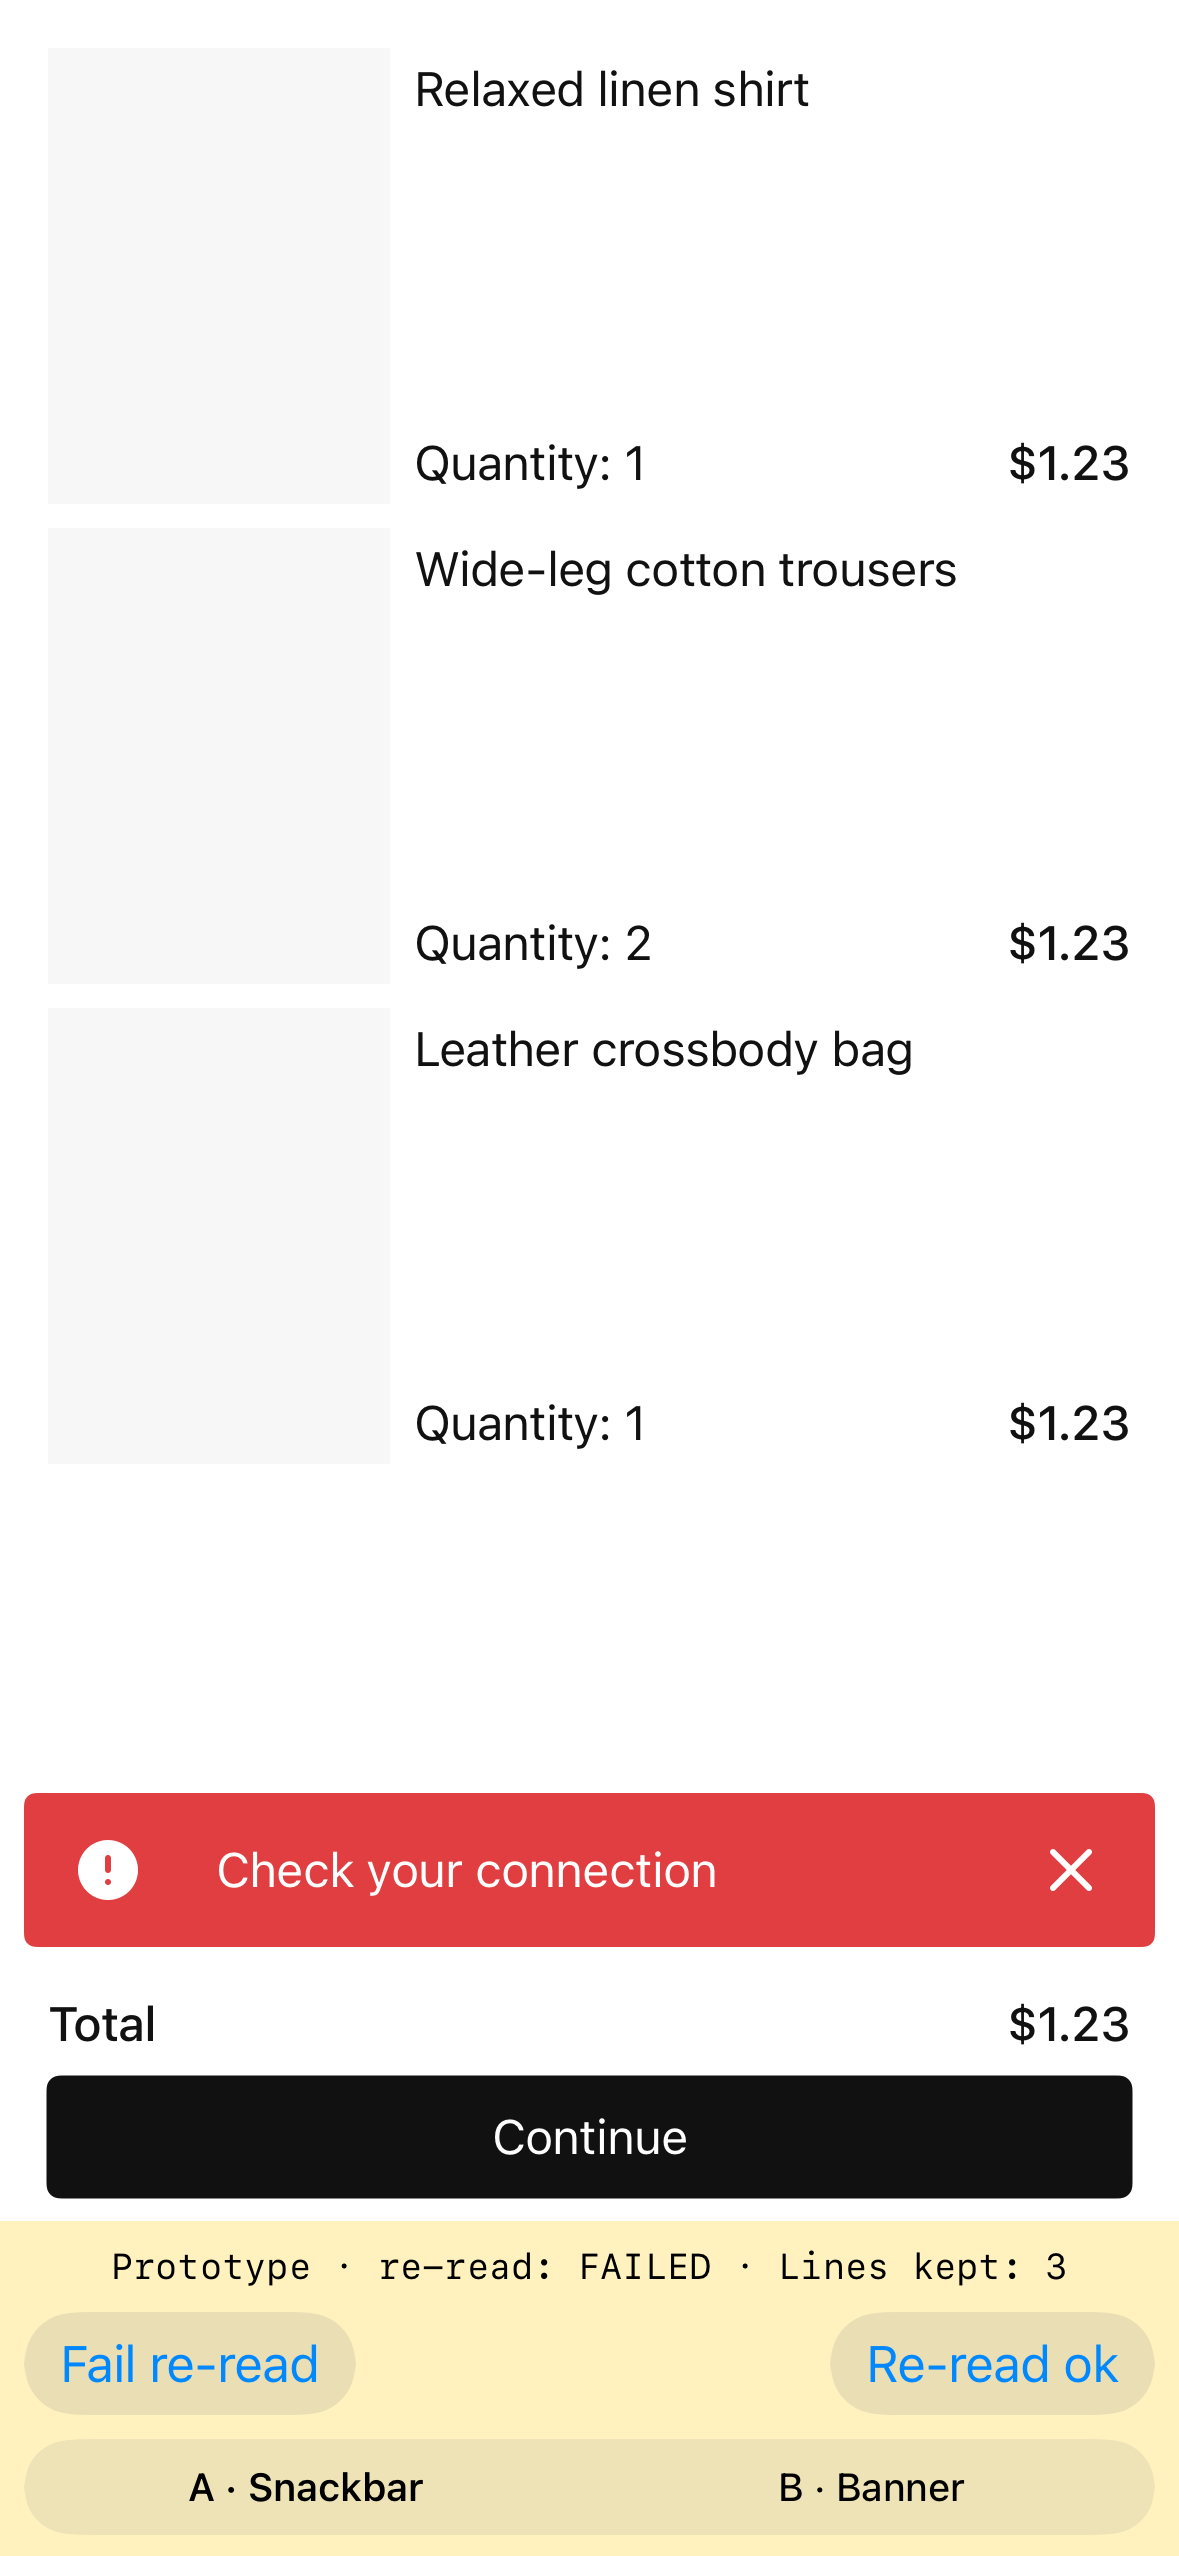 Relaxed linen shirt
Quantity: 1 $1.23
Wide-leg cotton trousers
Quantity: 2 $1.23
Leather crossbody bag
Quantity: 1 $1.23
Check your connection
Total $1.23
Continue
Prototype · re-read: FAILED · Lines kept: 3
Fail re-read Re-read ok
A · Snackbar B · Banner